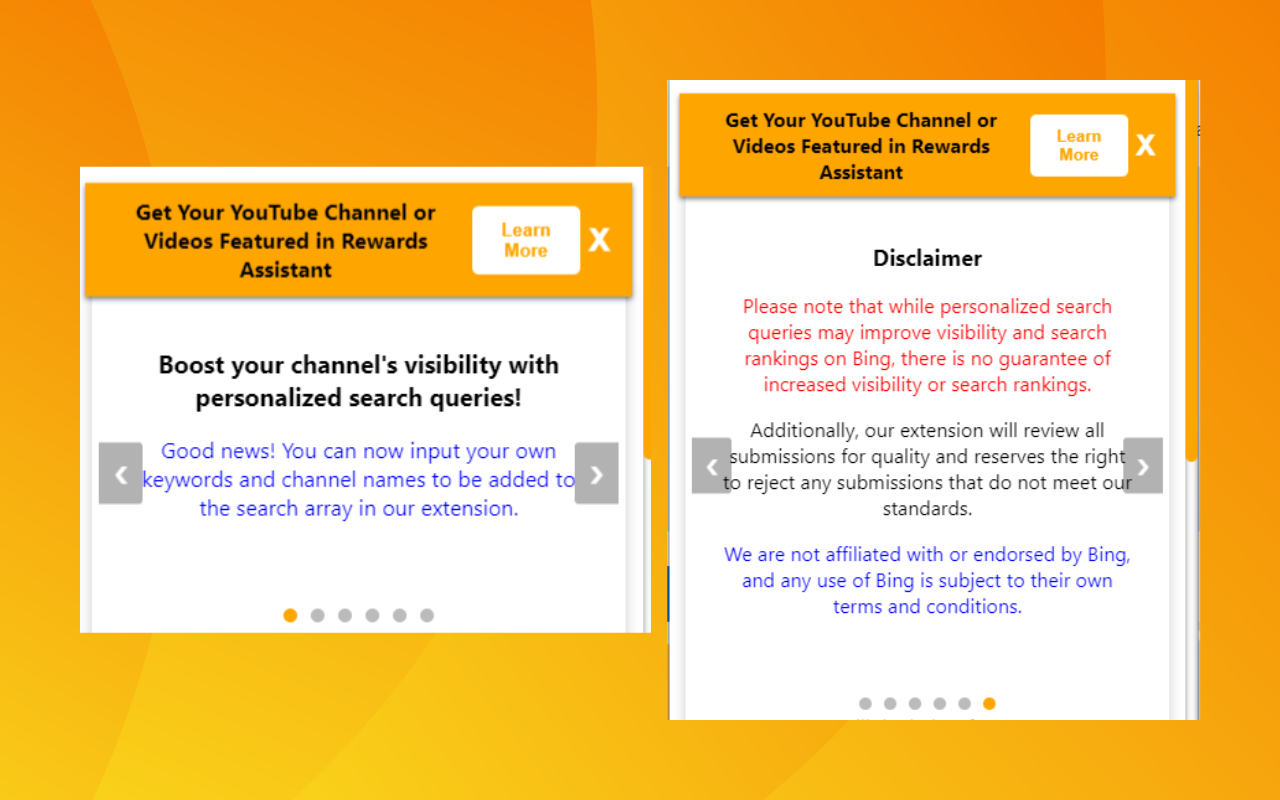 Get Your YouTube Channel or
Videos Featured in Rewards
Assistant
Learn
More
X
Boost your channel's visibility with
personalized search queries!
Good news! You can now input your own
keywords and channel names to be added to
the search array in our extension.
Get Your YouTube Channel or
Videos Featured in Rewards
Assistant
Learn
More
X
Disclaimer
Please note that while personalized search
queries may improve visibility and search
rankings on Bing, there is no guarantee of
increased visibility or search rankings.
Additionally, our extension will review all
submissions for quality and reserves the right
to reject any submissions that do not meet our
standards.
We are not affiliated with or endorsed by Bing,
and any use of Bing is subject to their own
terms and conditions.